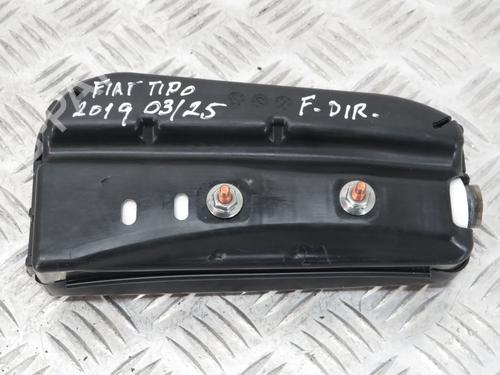 FIAT TIPO
2019 03/25
F. DIR.